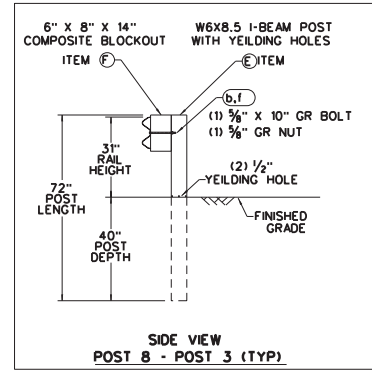 6" X 8" X 14"
COMPOSITE BLOCKOUT
ITEM F
W6X8.5 I-BEAM POST
WITH YEILDING HOLES
E ITEM
b,f
(1) 5/8" X 10" GR BOLT
(1) 5/8" GR NUT
31"
RAIL
HEIGHT
(2) 1/2"
YEILDING HOLE
72"
POST
LENGTH
40"
POST
DEPTH
FINISHED
GRADE
SIDE VIEW
POST 8 - POST 3 (TYP)